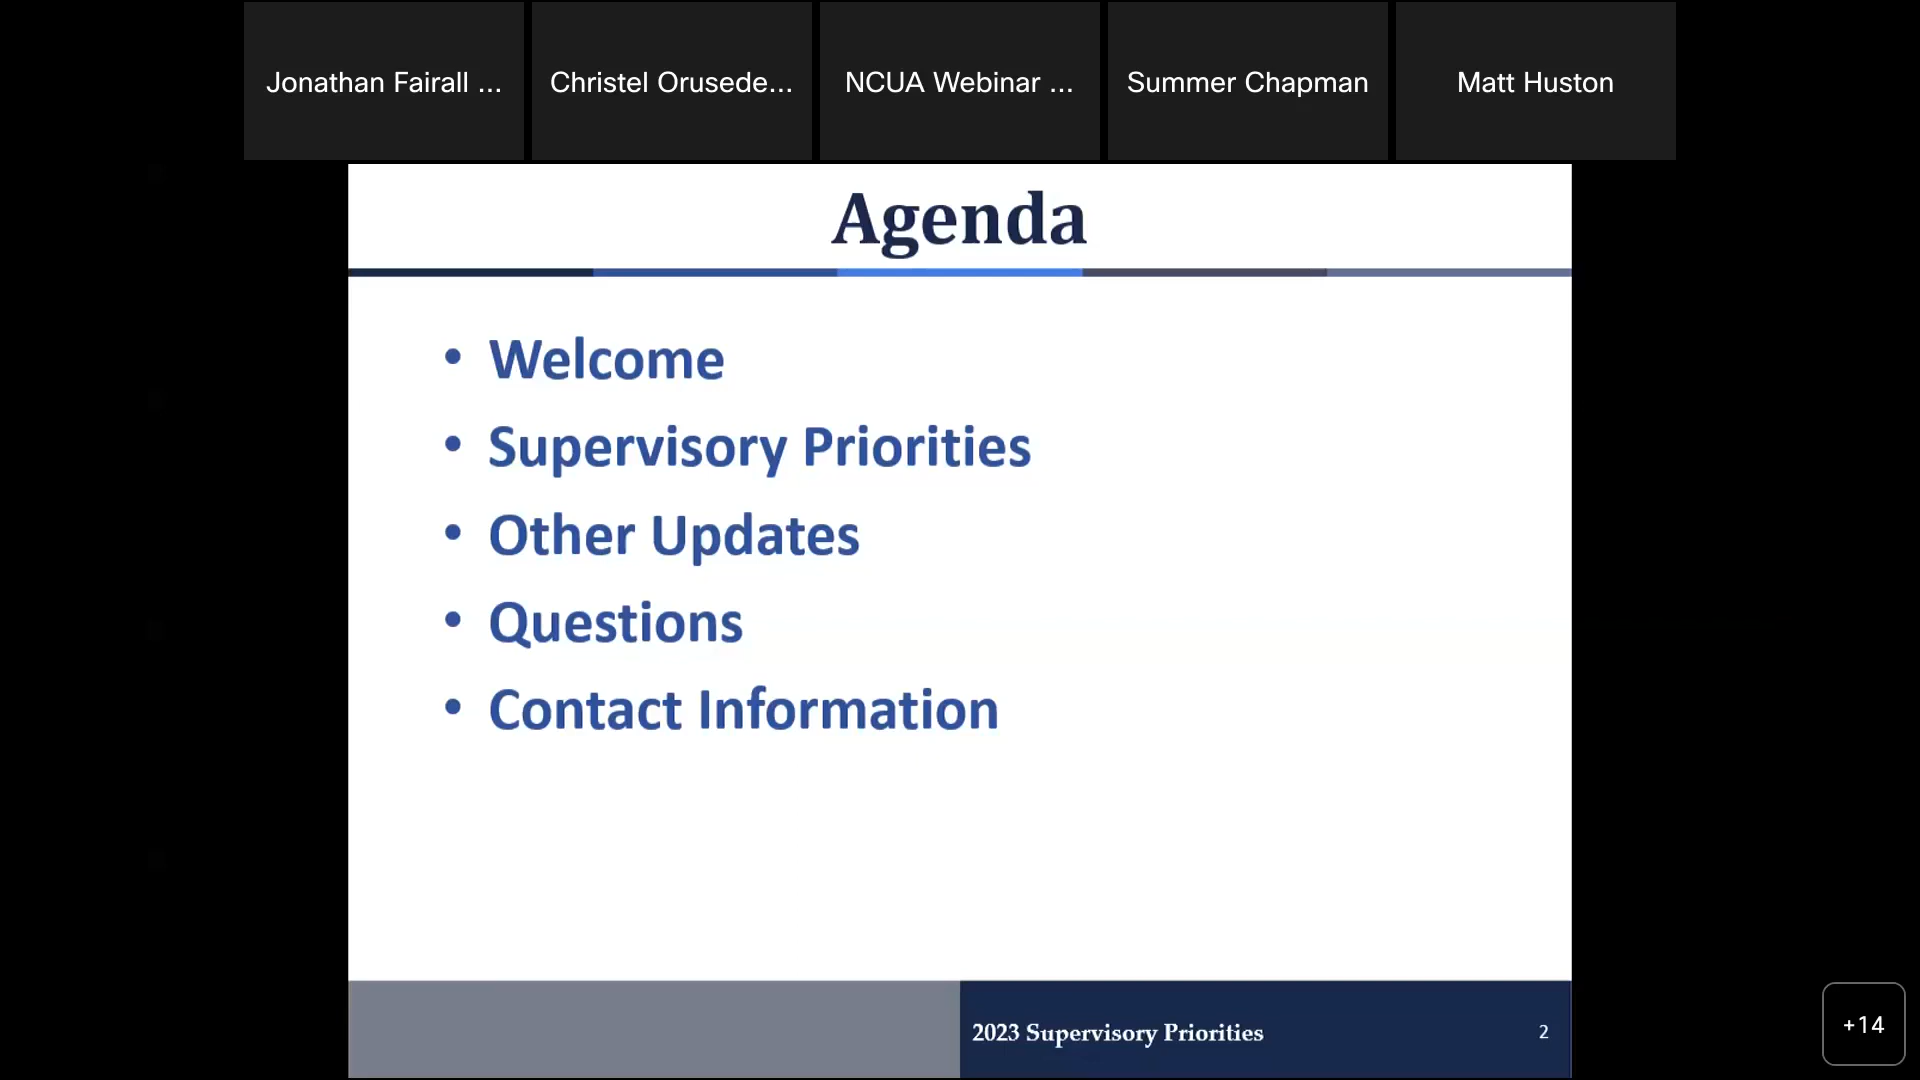 Jonathan Fairall ...
Christel Orusede...
NCUA Webinar ...
Summer Chapman
Matt Huston
Agenda
• Welcome
• Supervisory Priorities
• Other Updates
• Questions
• Contact Information
2023 Supervisory Priorities
2
+14